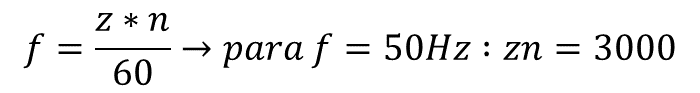 f = z * n / 60 → para f = 50Hz : zn = 3000